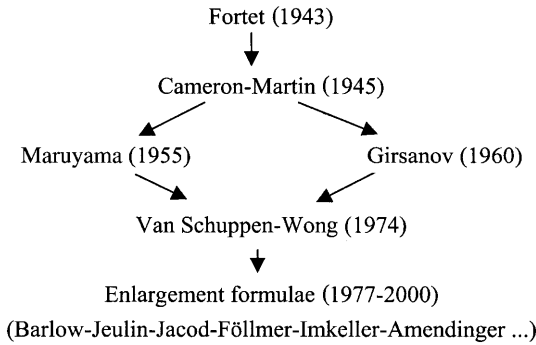 Fortet (1943)
Cameron-Martin (1945)
Maruyama (1955) Girsanov (1960)
Van Schuppen-Wong (1974)
Enlargement formulae (1977-2000)
(Barlow-Jeulin-Jacod-Föllmer-Imkeller-Amendinger ...)